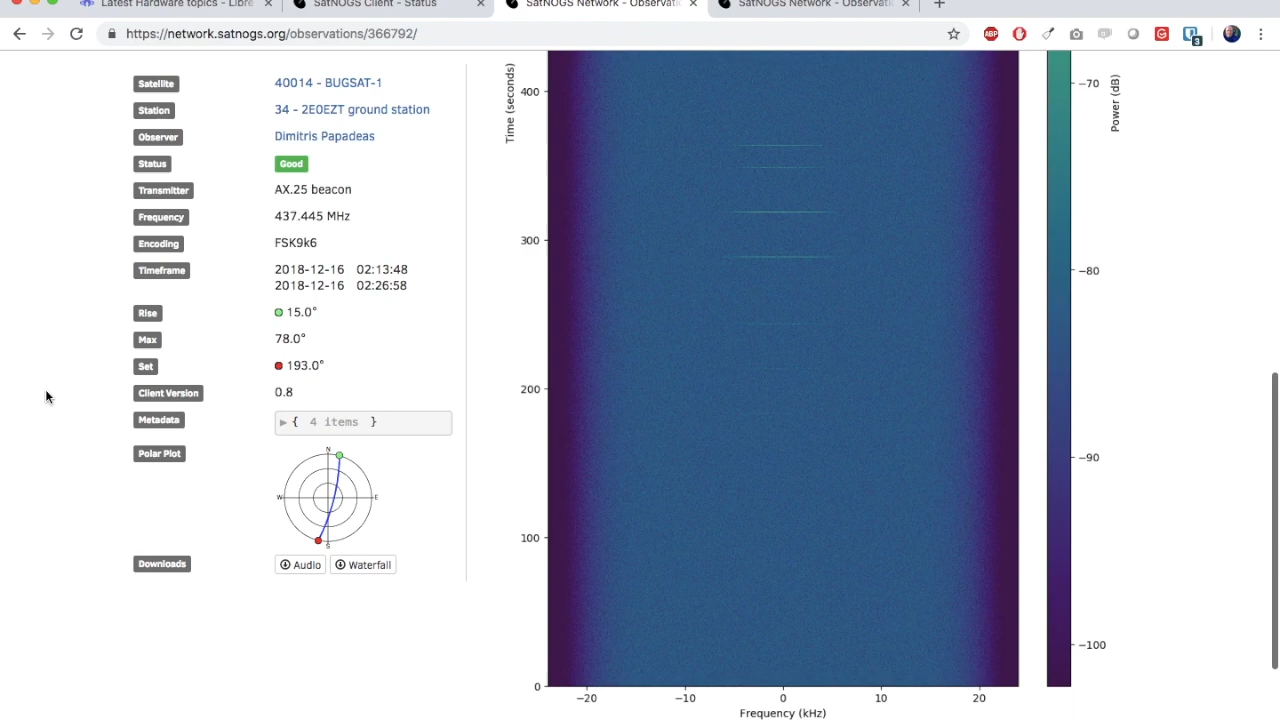 Latest Hardware topics - Libre
SatNOGS Client - Status
SatNOGS Network - Observati
SatNOGS Network - Observati
https://network.satnogs.org/observations/366792/
ABP
3
Satellite 40014 - BUGSAT-1
Station 34 - 2E0EZT ground station
Observer Dimitris Papadeas
Status Good
Transmitter AX.25 beacon
Frequency 437.445 MHz
Encoding FSK9k6
Timeframe 2018-12-16 02:13:48
2018-12-16 02:26:58
Rise 15.0°
Max 78.0°
Set 193.0°
Client Version 0.8
Metadata { 4 items }
Polar Plot
N
W E
S
Downloads Audio Waterfall
Time (seconds)
400
300
200
100
0
−20 −10 0 10 20
Frequency (kHz)
−70
−80
−90
−100
Power (dB)